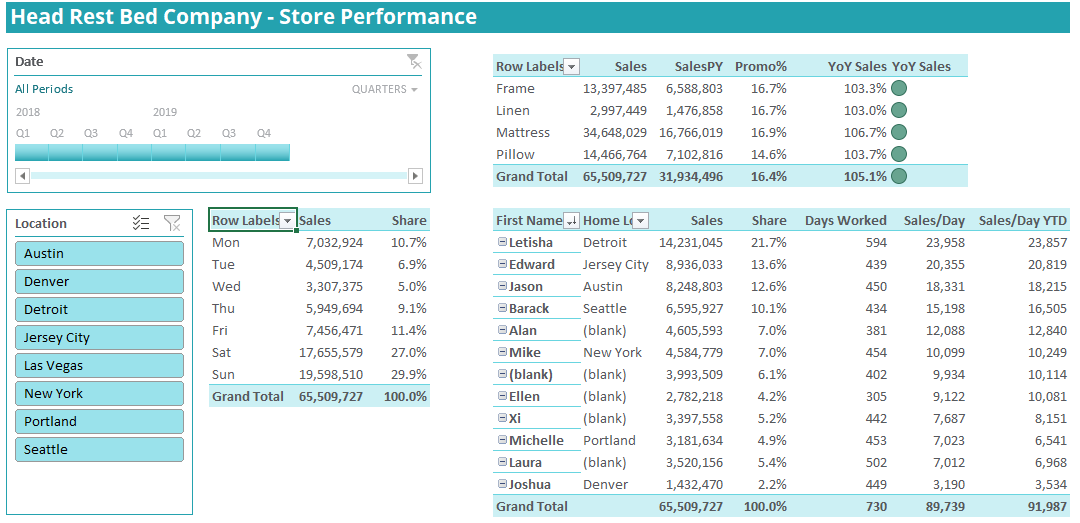 Head Rest Bed Company - Store Performance
Date
All Periods QUARTERS
2018 2019
Q1 Q2 Q3 Q4 Q1 Q2 Q3 Q4
Row Labels Sales SalesPY Promo% YoY Sales YoY Sales
Frame 13,397,485 6,588,803 16.7% 103.3%
Linen 2,997,449 1,476,858 16.7% 103.0%
Mattress 34,648,029 16,766,019 16.9% 106.7%
Pillow 14,466,764 7,102,816 14.6% 103.7%
Grand Total 65,509,727 31,934,496 16.4% 105.1%
Location
Austin
Denver
Detroit
Jersey City
Las Vegas
New York
Portland
Seattle
Row Labels Sales Share
Mon 7,032,924 10.7%
Tue 4,509,174 6.9%
Wed 3,307,375 5.0%
Thu 5,949,694 9.1%
Fri 7,456,471 11.4%
Sat 17,655,579 27.0%
Sun 19,598,510 29.9%
Grand Total 65,509,727 100.0%
First Name Home Lo Sales Share Days Worked Sales/Day Sales/Day YTD
Letisha Detroit 14,231,045 21.7% 594 23,958 23,857
Edward Jersey City 8,936,033 13.6% 439 20,355 20,819
Jason Austin 8,248,803 12.6% 450 18,331 18,215
Barack Seattle 6,595,927 10.1% 434 15,198 16,505
Alan (blank) 4,605,593 7.0% 381 12,088 12,840
Mike New York 4,584,779 7.0% 454 10,099 10,249
(blank) (blank) 3,993,509 6.1% 402 9,934 10,114
Ellen (blank) 2,782,218 4.2% 305 9,122 10,081
Xi (blank) 3,397,558 5.2% 442 7,687 8,151
Michelle Portland 3,181,634 4.9% 453 7,023 6,541
Laura (blank) 3,520,156 5.4% 502 7,012 6,968
Joshua Denver 1,432,470 2.2% 449 3,190 3,534
Grand Total 65,509,727 100.0% 730 89,739 91,987